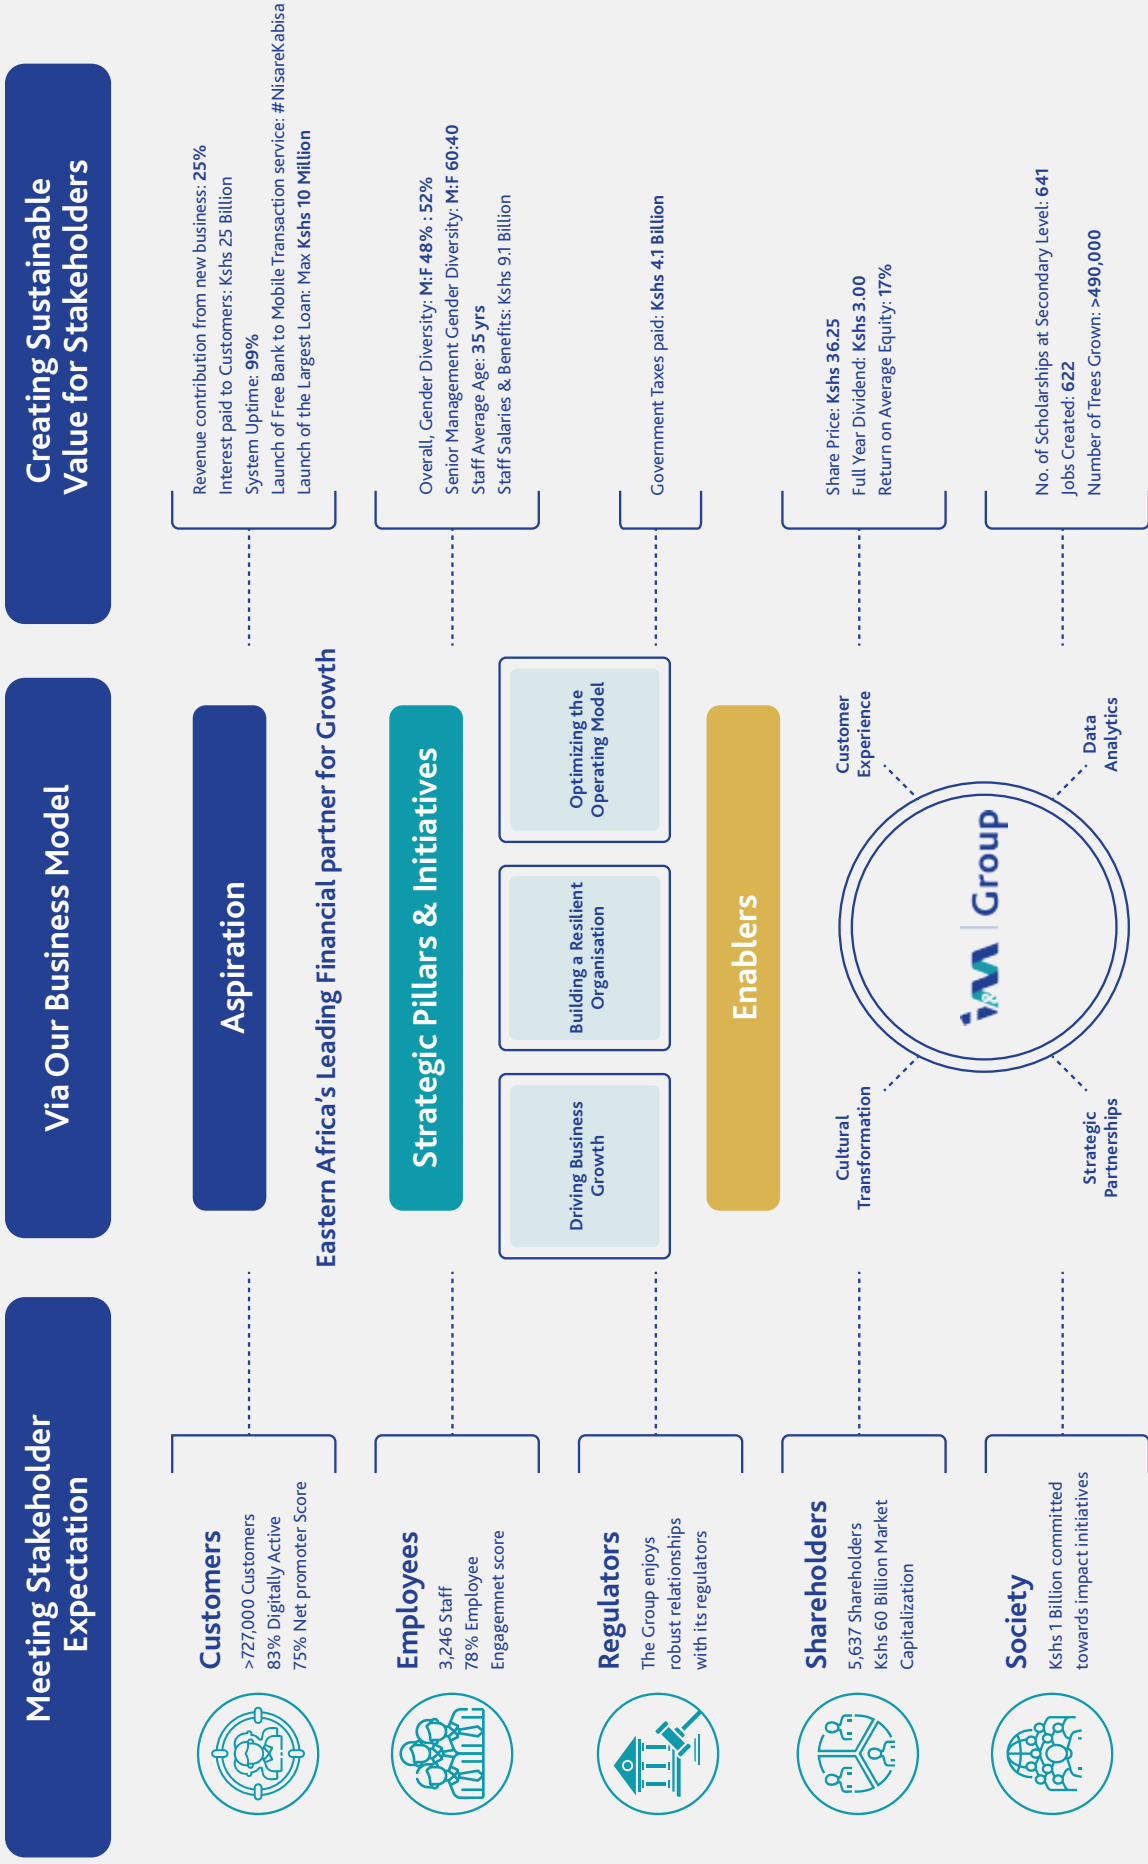 Meeting Stakeholder
Expectation
Via Our Business Model
Creating Sustainable
Value for Stakeholders
Customers
>727,000 Customers
83% Digitally Active
75% Net promoter Score
Employees
3,246 Staff
78% Employee
Engagemnet score
Regulators
The Group enjoys
robust relationships
with its regulators
Shareholders
5,637 Shareholders
Kshs 60 Billion Market
Capitalization
Society
Kshs 1 Billion committed
towards impact initiatives
Aspiration
Eastern Africa's Leading Financial partner for Growth
Strategic Pillars & Initiatives
Driving Business
Growth
Building a Resilient
Organisation
Optimizing the
Operating Model
Enablers
Cultural
Transformation
Customer
Experience
I&M | Group
Strategic
Partnerships
Data
Analytics
Revenue contribution from new business: 25%
Interest paid to Customers: Kshs 25 Billion
System Uptime: 99%
Launch of Free Bank to Mobile Transaction service: #NisareKabisa
Launch of the Largest Loan: Max Kshs 10 Million
Overall, Gender Diversity: M:F 48% : 52%
Senior Management Gender Diversity: M:F 60:40
Staff Average Age: 35 yrs
Staff Salaries & Benefits: Kshs 9.1 Billion
Government Taxes paid: Kshs 4.1 Billion
Share Price: Kshs 36.25
Full Year Dividend: Kshs 3.00
Return on Average Equity: 17%
No. of Scholarships at Secondary Level: 641
Jobs Created: 622
Number of Trees Grown: >490,000